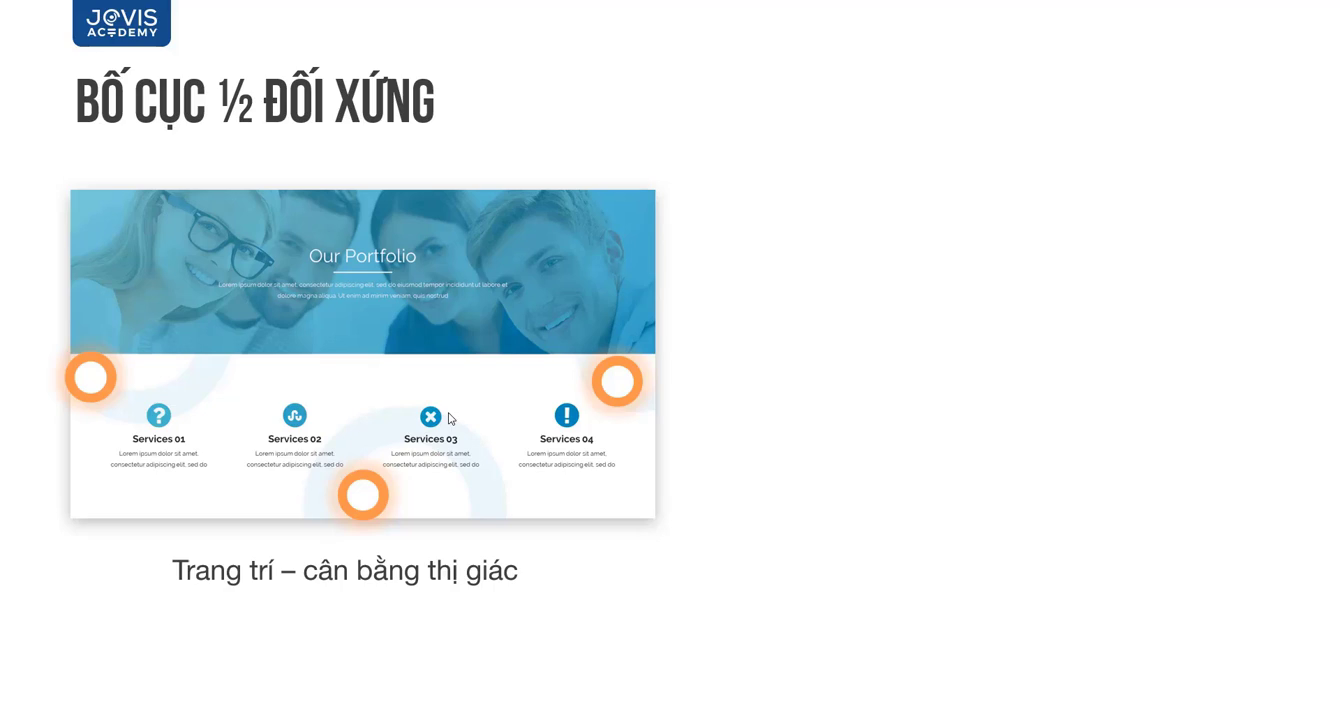 JOVIS
ACADEMY
BỐ CỤC ½ ĐỐI XỨNG
Our Portfolio
Lorem ipsum dolor sit amet, consectetur adipiscing elit, sed do eiusmod tempor incididunt ut labore et
dolore magna aliqua. Ut enim ad minim veniam, quis nostrud
Services 01
Lorem ipsum dolor sit amet,
consectetur adipiscing elit, sed do
Services 02
Lorem ipsum dolor sit amet,
consectetur adipiscing elit, sed do
Services 03
Lorem ipsum dolor sit amet,
consectetur adipiscing elit, sed do
Services 04
Lorem ipsum dolor sit amet,
consectetur adipiscing elit, sed do
Trang trí – cân bằng thị giác